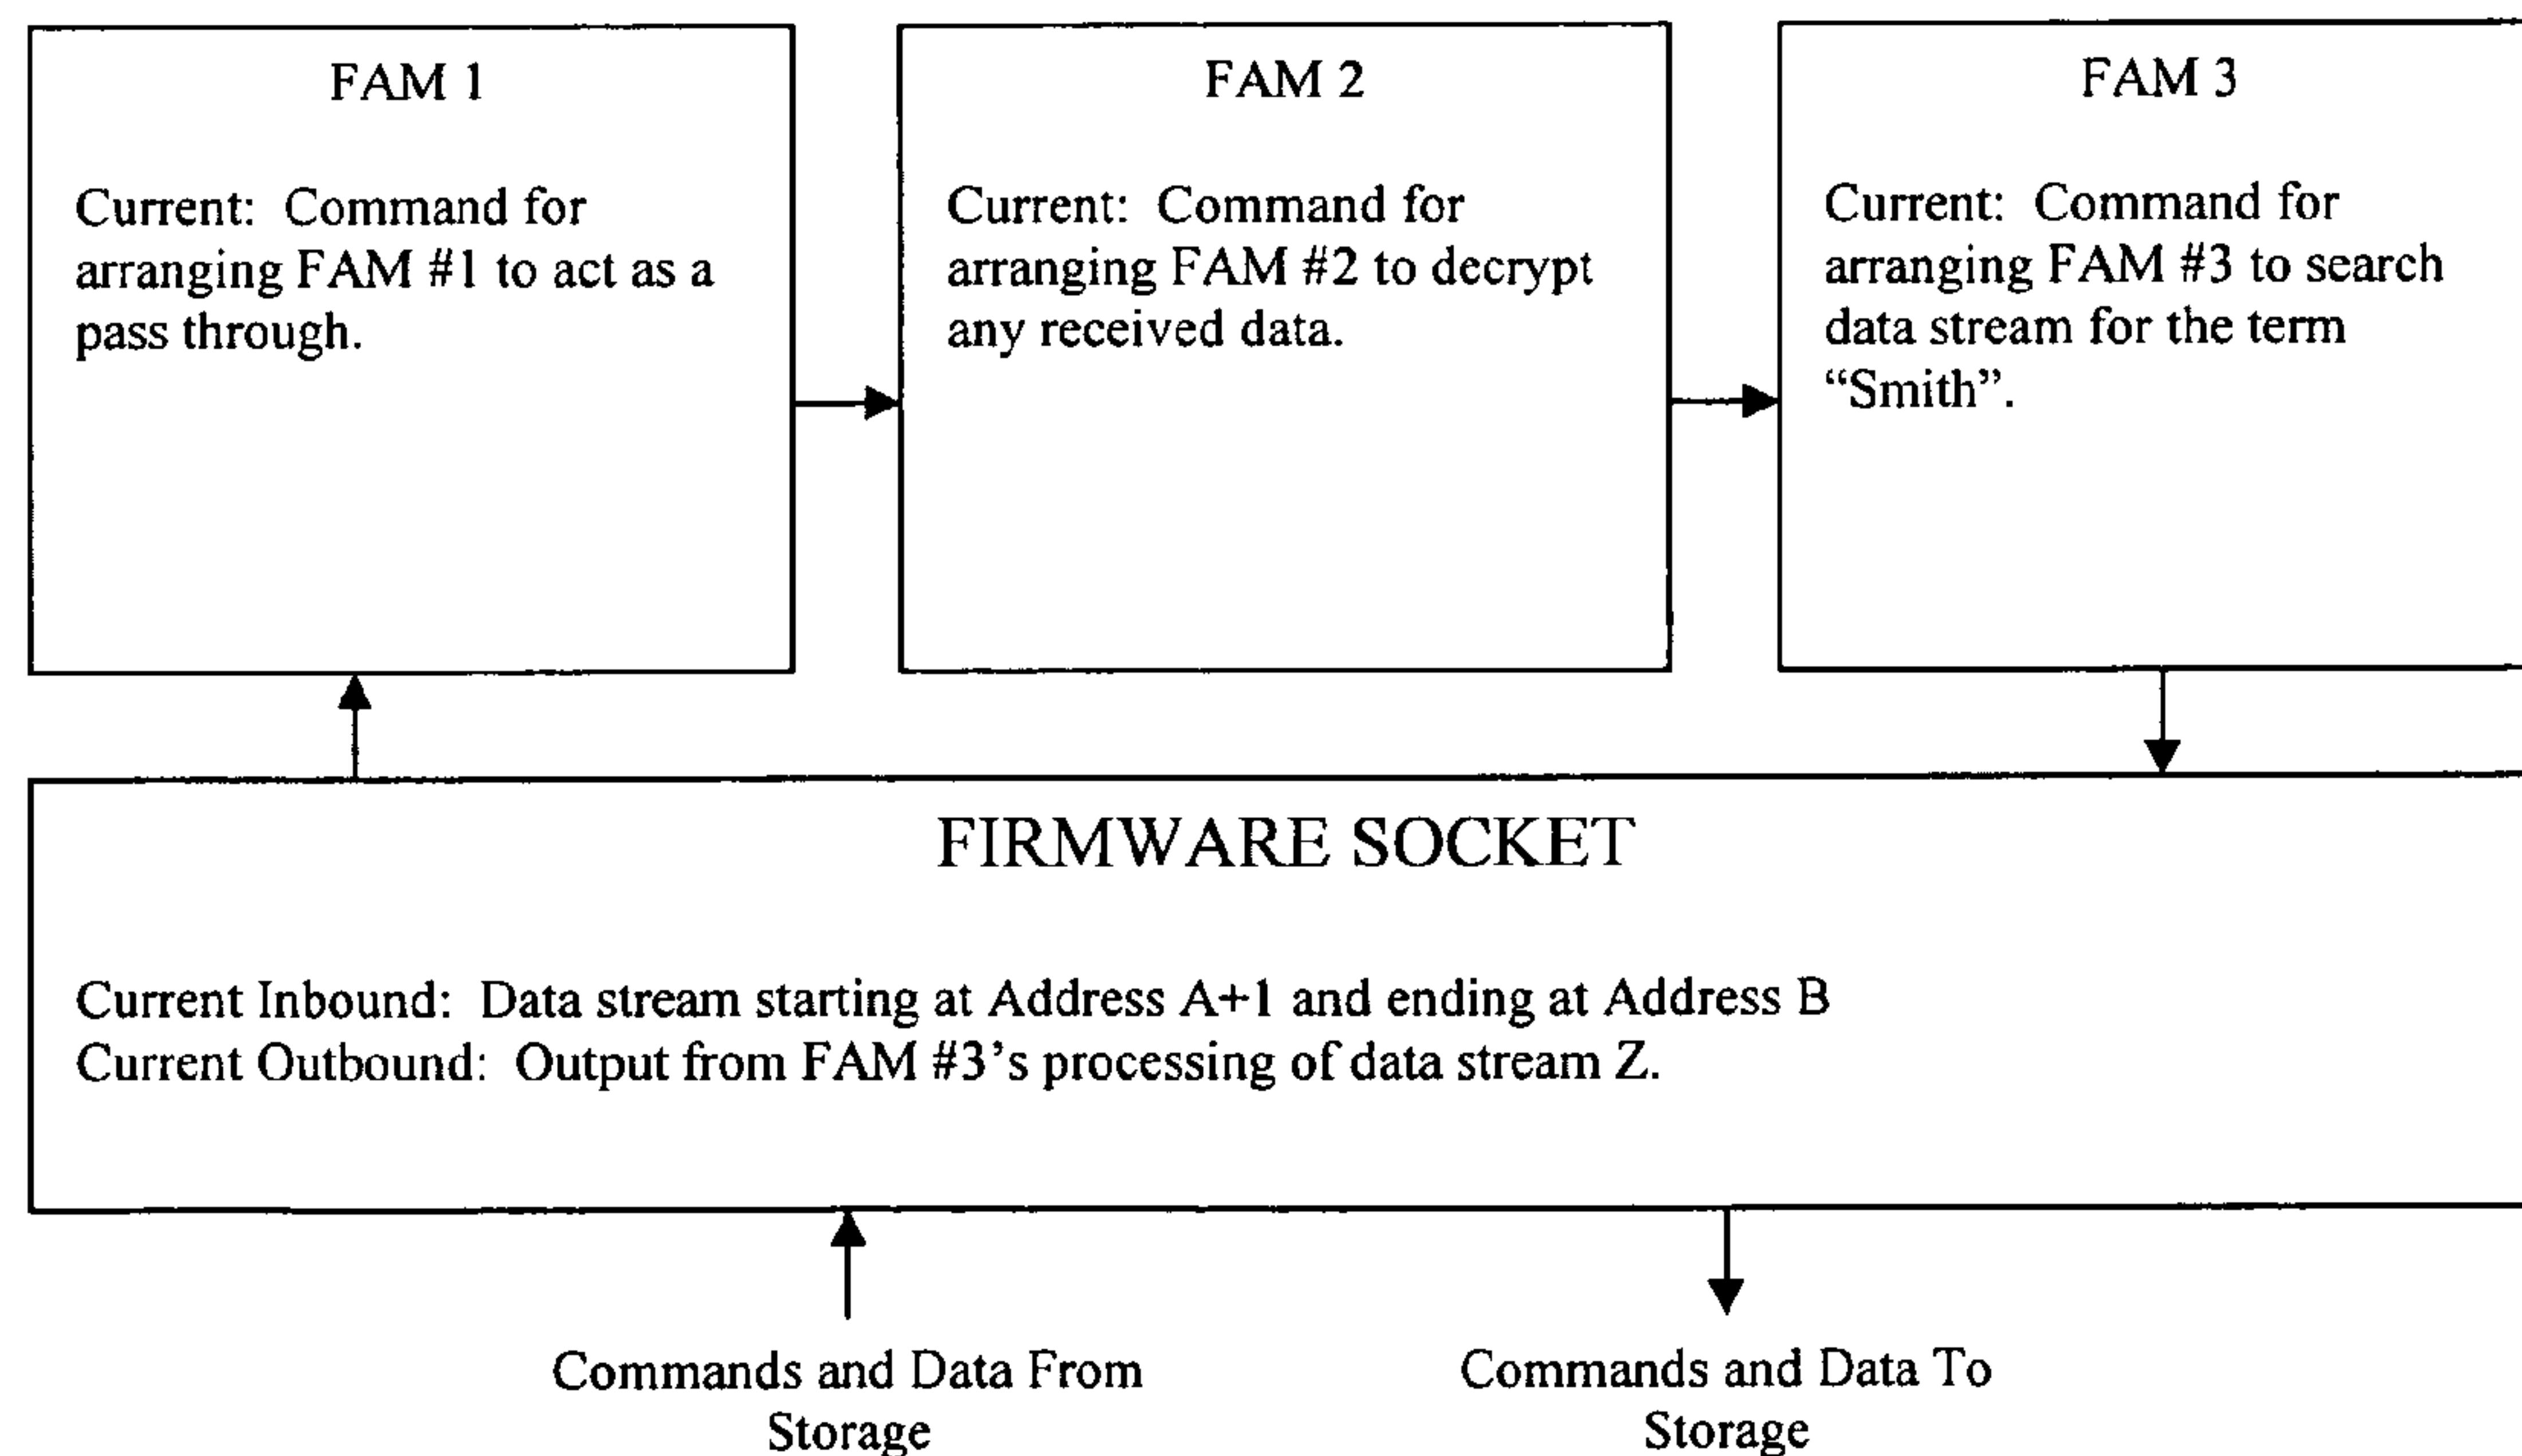 FAM 1
Current: Command for
arranging FAM #1 to act as a
pass through.
FAM 2
Current: Command for
arranging FAM #2 to decrypt
any received data.
FAM 3
Current: Command for
arranging FAM #3 to search
data stream for the term
“Smith”.
FIRMWARE SOCKET
Current Inbound: Data stream starting at Address A+1 and ending at Address B
Current Outbound: Output from FAM #3’s processing of data stream Z.
Commands and Data From
Storage
Commands and Data To
Storage